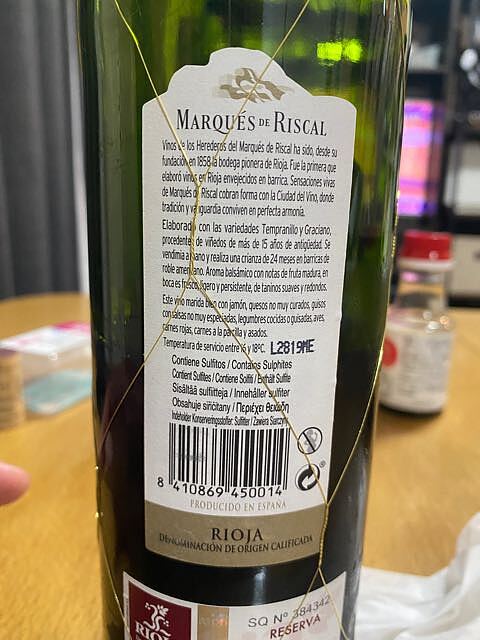 MARQUÉS DE RISCAL
Vinos de los Herederos del Marqués de Riscal ha sido, desde su
fundación en 1858 la bodega pionera de Rioja. Fue la primera que
elaboró vinos en Rioja envejecidos en barrica. Sensaciones vivas
de Marqués de Riscal cobran forma con la Ciudad del Vino, donde
tradición y vanguardia conviven en perfecta armonía.
Elaborado con las variedades Tempranillo y Graciano,
procedentes de viñedos de más de 15 años de antigüedad. Se
vendimia a mano y realiza una crianza de 24 meses en barricas de
roble americano. Aroma balsámico con notas de fruta madura, en
boca es fresco, ligero y persistente, de taninos suaves y redondos.
Este vino marida bien con jamón, quesos no muy curados, guisos
con salsas no muy especiadas, legumbres cocidas o guisadas, aves,
carnes rojas, carnes a la parrilla y asados.
Temperatura de servicio entre 16 y 18ºC. L2819ME
Contiene Sulfitos / Contains Sulphites
Contient Sulfites / Contiene Solfiti / Enthält Sulfite
Sisältää sulfiitteja / Innehåller sulfiter
Obsahuje siřičitany / Περιέχει θειώδη
Indeholder Konserveringsstoffer: Sulfitter / Zawiera Siarczyny
8 410869 450014
PRODUCIDO EN ESPAÑA
RIOJA
DENOMINACIÓN DE ORIGEN CALIFICADA
RIOJA
SQ Nº 384342
RESERVA